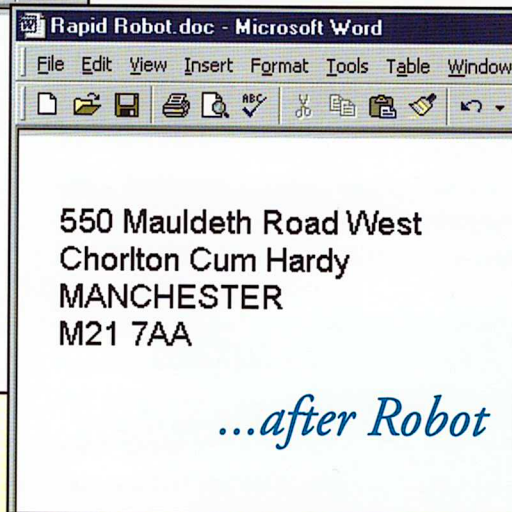 Rapid Robot.doc - Microsoft Word
File Edit View Insert Format Tools Table Window
ABC
550 Mauldeth Road West
Chorlton Cum Hardy
MANCHESTER
M21 7AA
...after Robot